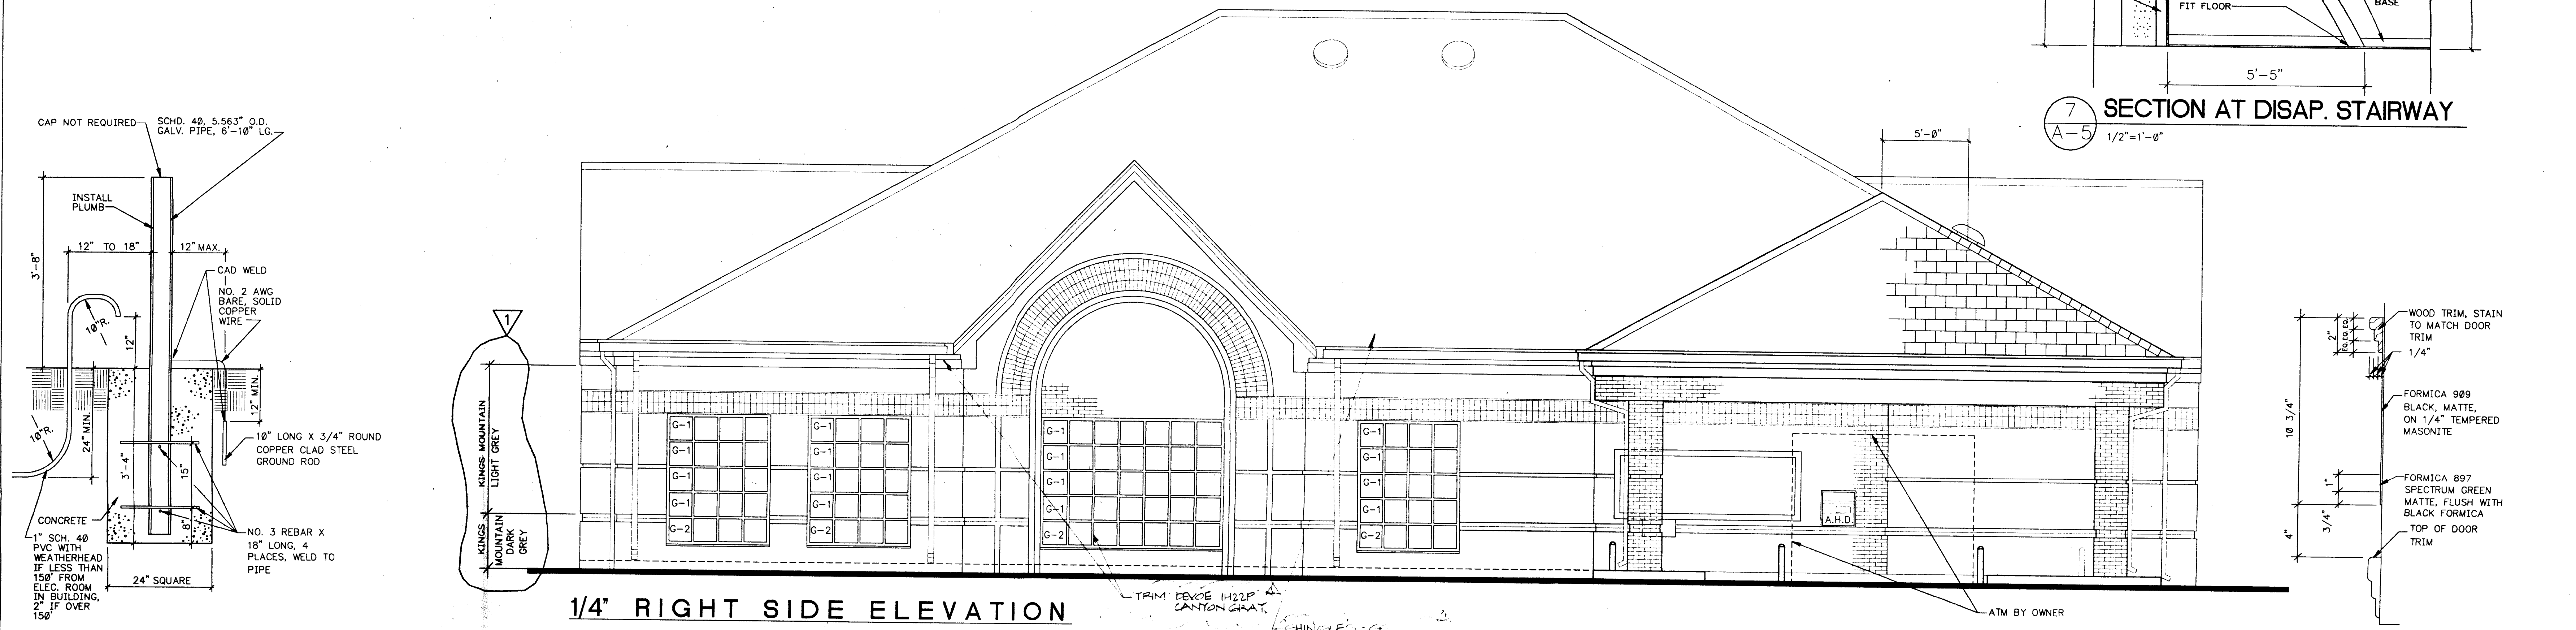 CAP NOT REQUIRED
SCHD. 40, 5.563" O.D.
GALV. PIPE, 6'-10" LG.
INSTALL
PLUMB
3'-8"
12" TO 18"
12" MAX.
CAD WELD
NO. 2 AWG
BARE, SOLID
COPPER
WIRE
10"R.
12"
10"R.
24" MIN.
12" MIN.
3'-4"
15"
8"
10" LONG X 3/4" ROUND
COPPER CLAD STEEL
GROUND ROD
CONCRETE
NO. 3 REBAR X
18" LONG, 4
PLACES, WELD TO
PIPE
1" SCH. 40
PVC WITH
WEATHERHEAD
IF LESS THAN
150' FROM
ELEC. ROOM
IN BUILDING,
2" IF OVER
150'
24" SQUARE
1
KINGS MOUNTAIN
LIGHT GREY
KINGS
MOUNTAIN
DARK
GREY
G-1
G-1
G-1
G-1
G-2
G-1
G-1
G-1
G-1
G-2
G-1
G-1
G-1
G-1
G-2
G-1
G-1
G-1
G-1
G-2
A.H.D.
5'-0"
TRIM DEVOE 1H22P
CANYON GRAY.
ATM BY OWNER
1/4" RIGHT SIDE ELEVATION
FIT FLOOR
BASE
5'-5"
7
A-5
SECTION AT DISAP. STAIRWAY
1/2"=1'-0"
2"
EQ. EQ. EQ.
WOOD TRIM, STAIN
TO MATCH DOOR
TRIM
1/4"
10 3/4"
FORMICA 909
BLACK, MATTE,
ON 1/4" TEMPERED
MASONITE
1"
3/4"
FORMICA 897
SPECTRUM GREEN
MATTE, FLUSH WITH
BLACK FORMICA
4"
TOP OF DOOR
TRIM